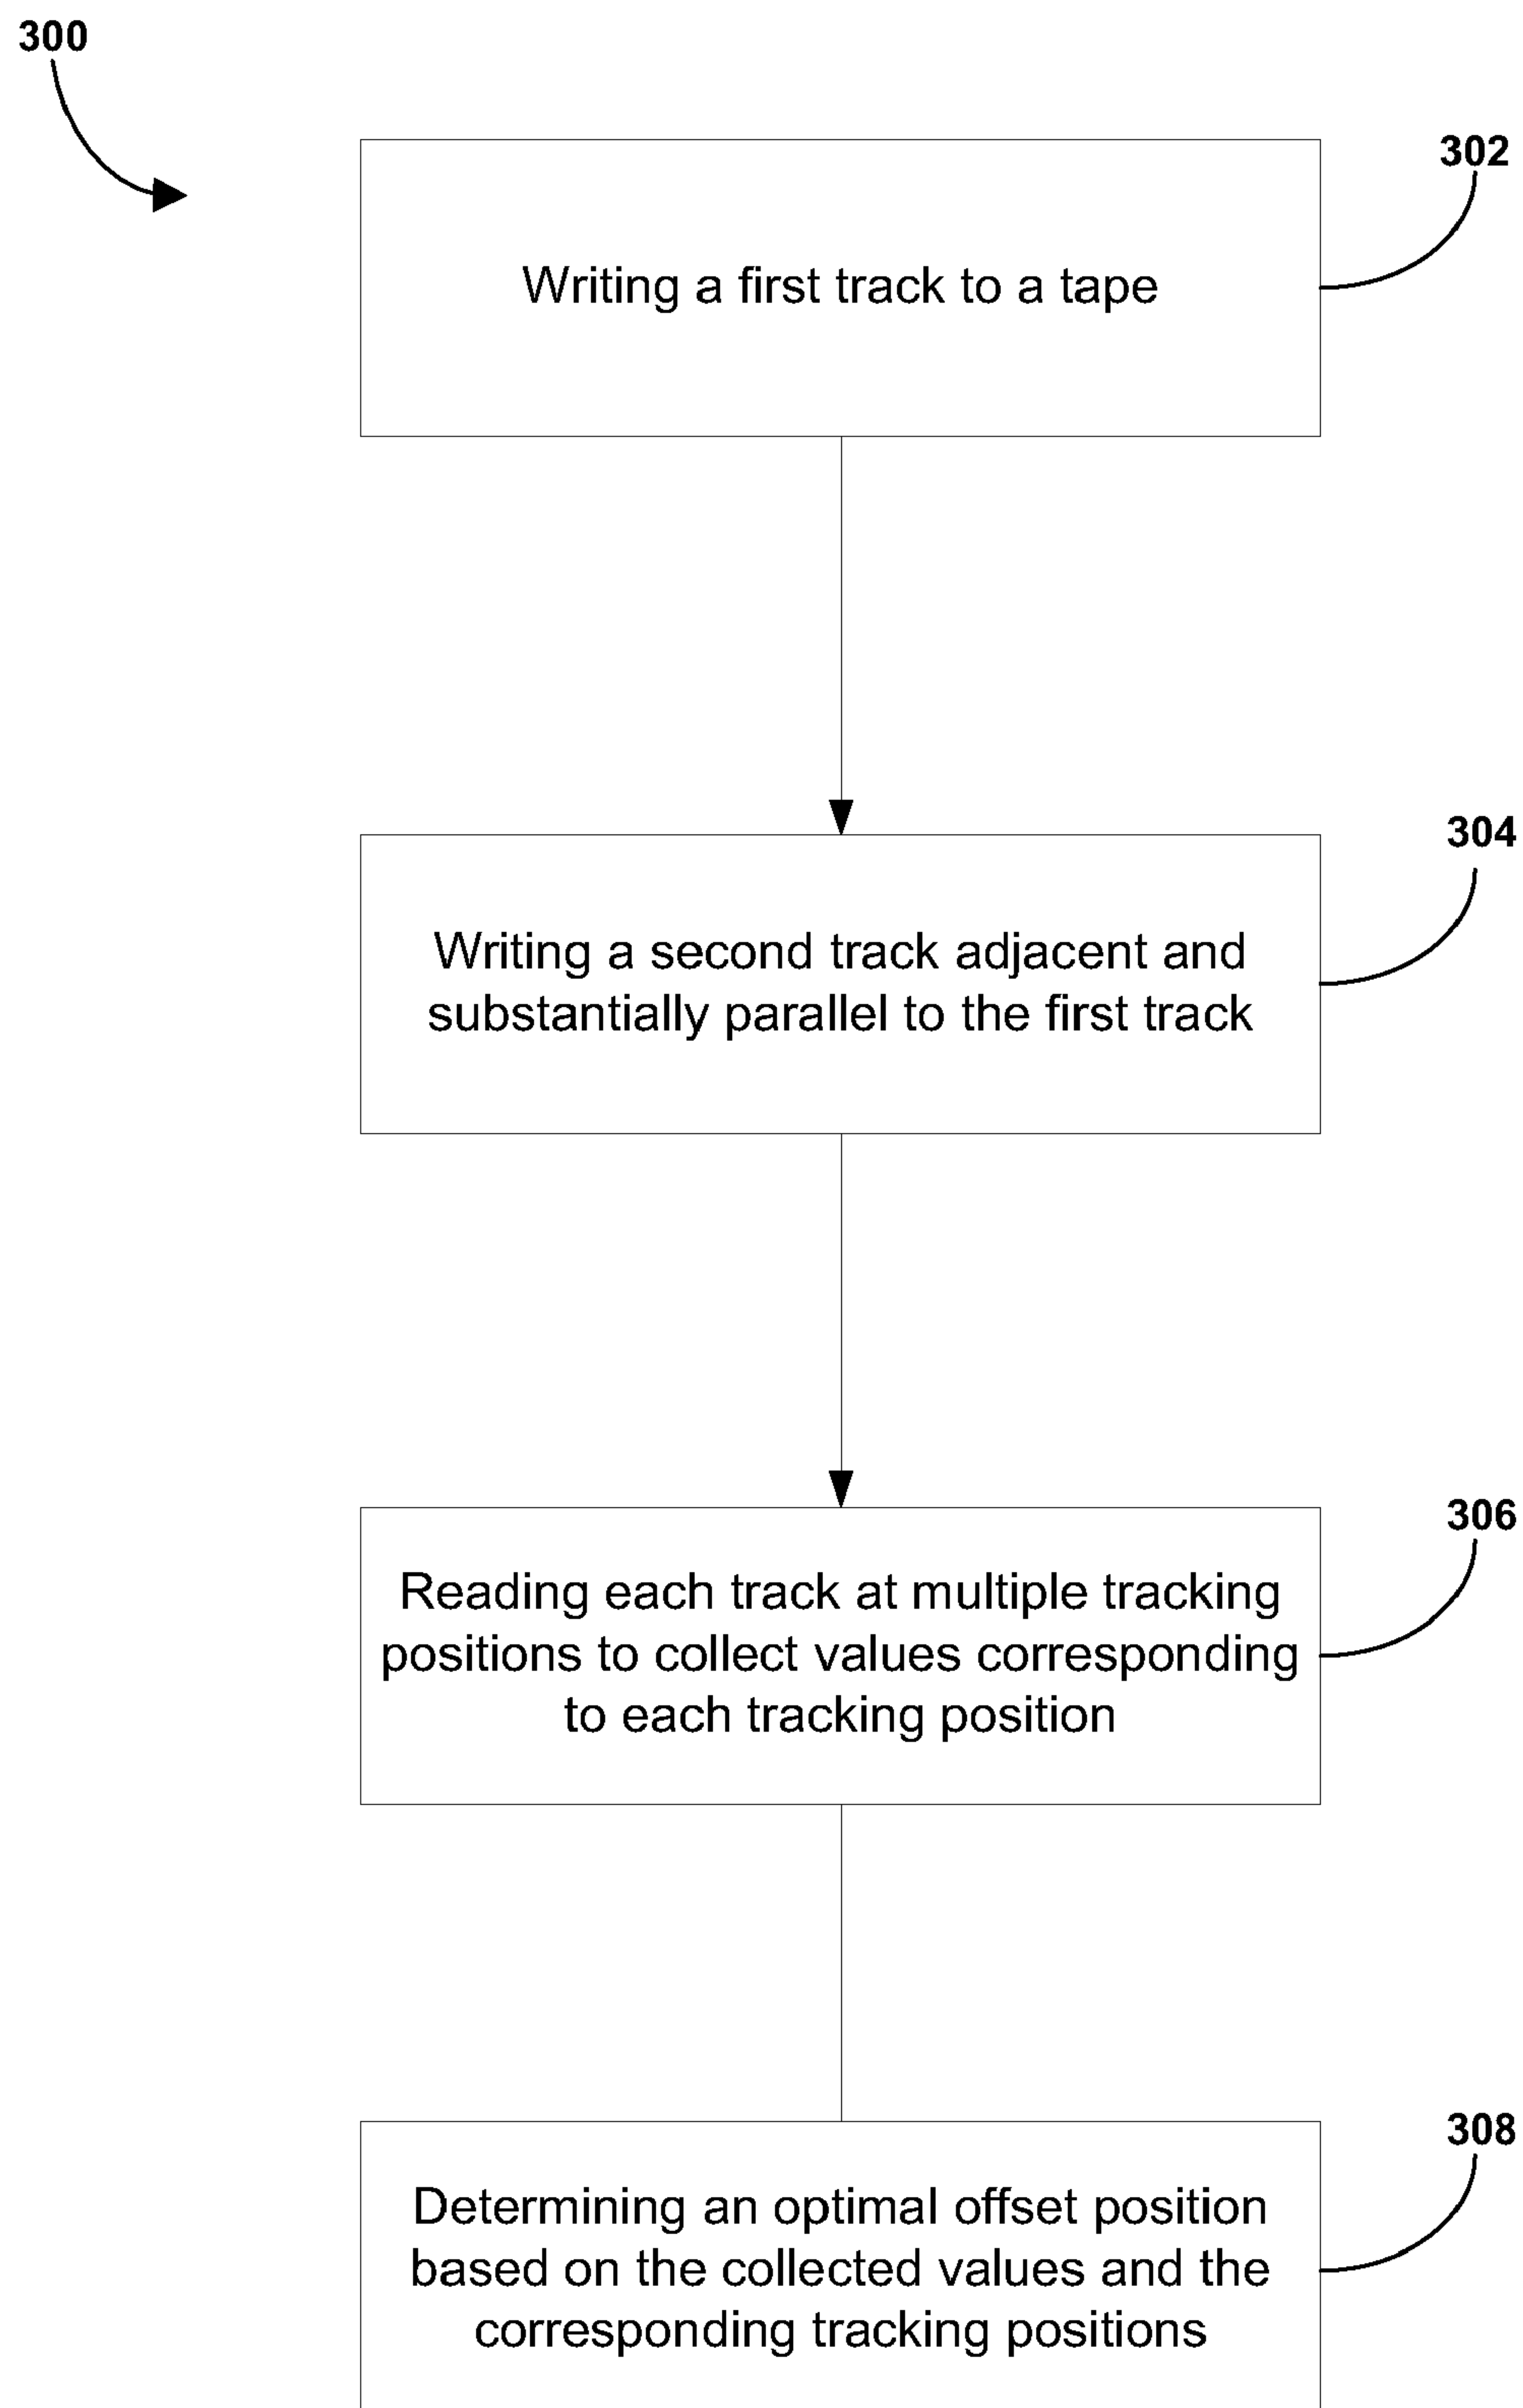 300
302
Writing a first track to a tape
304
Writing a second track adjacent and
substantially parallel to the first track
306
Reading each track at multiple tracking
positions to collect values corresponding
to each tracking position
308
Determining an optimal offset position
based on the collected values and the
corresponding tracking positions